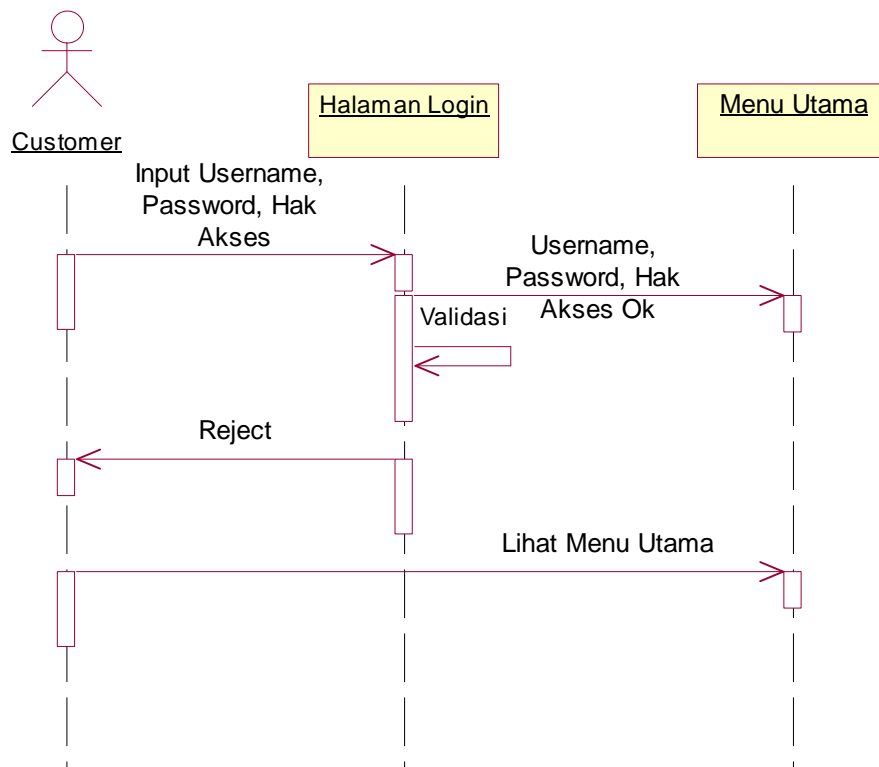 Customer
Halaman Login
Menu Utama
Input Username,
Password, Hak
Akses
Username,
Password, Hak
Akses Ok
Validasi
Reject
Lihat Menu Utama